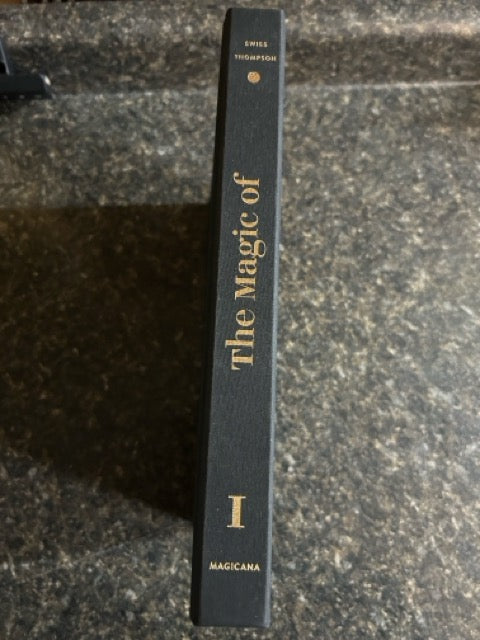 SWISS
THOMPSON
The Magic of
I
MAGICANA